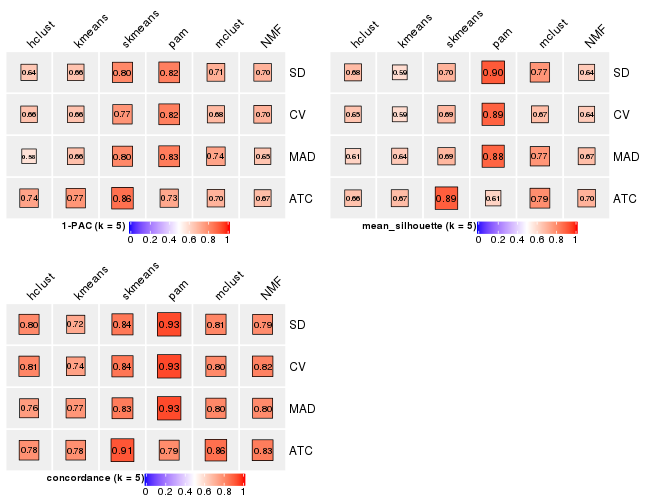 hclust kmeans skmeans pam mclust NMF
0.64 0.66 0.80 0.82 0.71 0.70 SD
0.66 0.66 0.77 0.82 0.68 0.70 CV
0.58 0.66 0.80 0.83 0.74 0.65 MAD
0.74 0.77 0.86 0.73 0.70 0.67 ATC
1-PAC (k = 5)
0 0.2 0.4 0.6 0.8 1
hclust kmeans skmeans pam mclust NMF
0.68 0.59 0.70 0.90 0.77 0.64 SD
0.65 0.59 0.69 0.89 0.67 0.64 CV
0.61 0.64 0.69 0.88 0.77 0.67 MAD
0.66 0.67 0.89 0.61 0.79 0.70 ATC
mean_silhouette (k = 5)
0 0.2 0.4 0.6 0.8 1
hclust kmeans skmeans pam mclust NMF
0.80 0.72 0.84 0.93 0.81 0.79 SD
0.81 0.74 0.84 0.93 0.80 0.82 CV
0.76 0.77 0.83 0.93 0.80 0.80 MAD
0.78 0.78 0.91 0.79 0.86 0.83 ATC
concordance (k = 5)
0 0.2 0.4 0.6 0.8 1